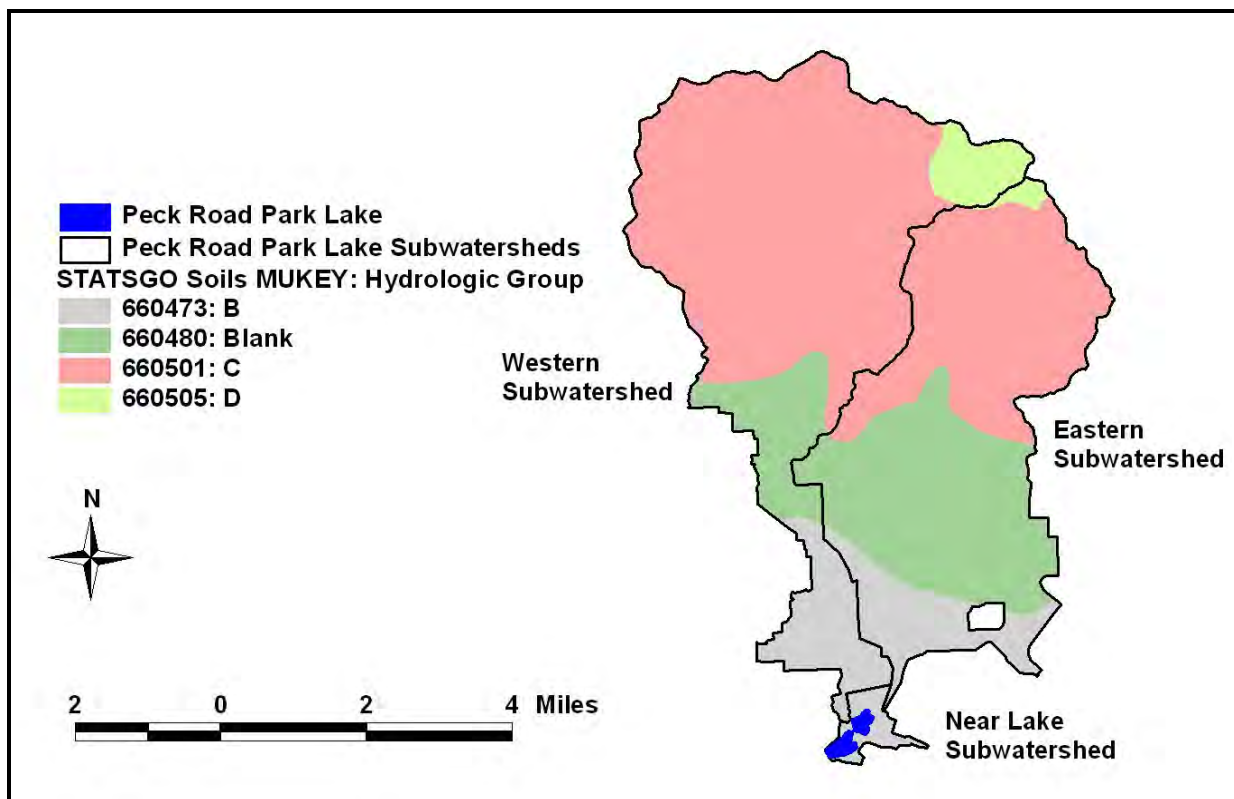 Peck Road Park Lake
Peck Road Park Lake Subwatersheds
STATSGO Soils MUKEY: Hydrologic Group
660473: B
660480: Blank
660501: C
660505: D
Western
Subwatershed
Eastern
Subwatershed
N
2 0 2 4 Miles
Near Lake
Subwatershed